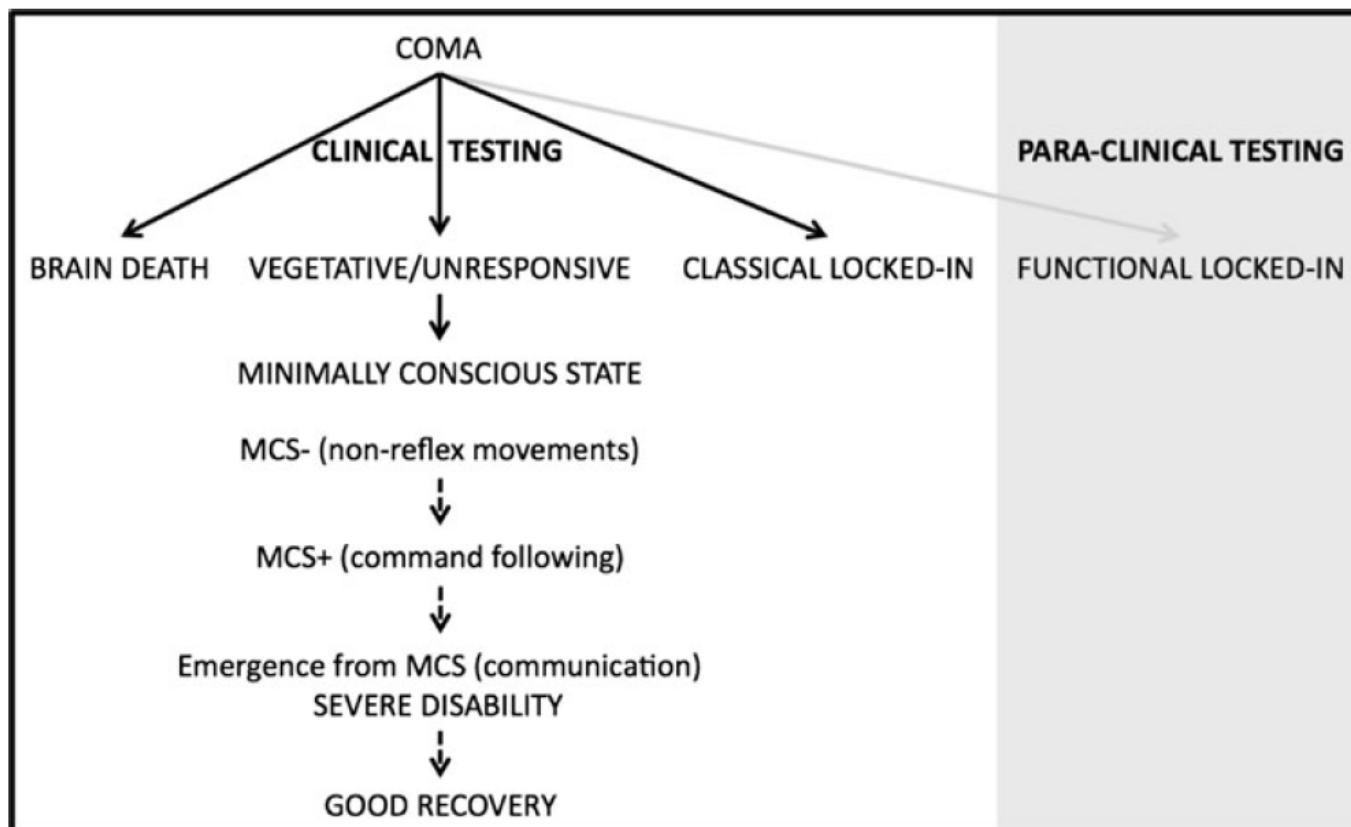 COMA
CLINICAL TESTING
PARA-CLINICAL TESTING
BRAIN DEATH
VEGETATIVE/UNRESPONSIVE
CLASSICAL LOCKED-IN
FUNCTIONAL LOCKED-IN
MINIMALLY CONSCIOUS STATE
MCS- (non-reflex movements)
MCS+ (command following)
Emergence from MCS (communication)
SEVERE DISABILITY
GOOD RECOVERY